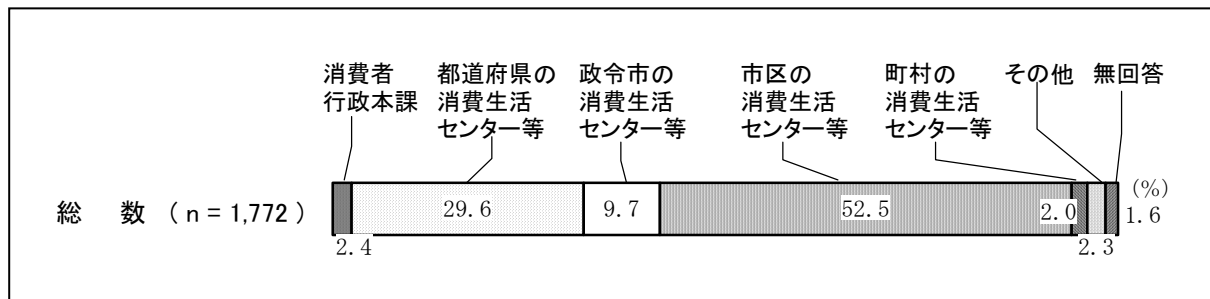 消費者
行政本課
都道府県の
消費生活
センター等
政令市の
消費生活
センター等
市区の
消費生活
センター等
町村の
消費生活
センター等
その他
無回答
(%)
総 数 ( n = 1,772 )
2.4
29.6
9.7
52.5
2.0
2.3
1.6